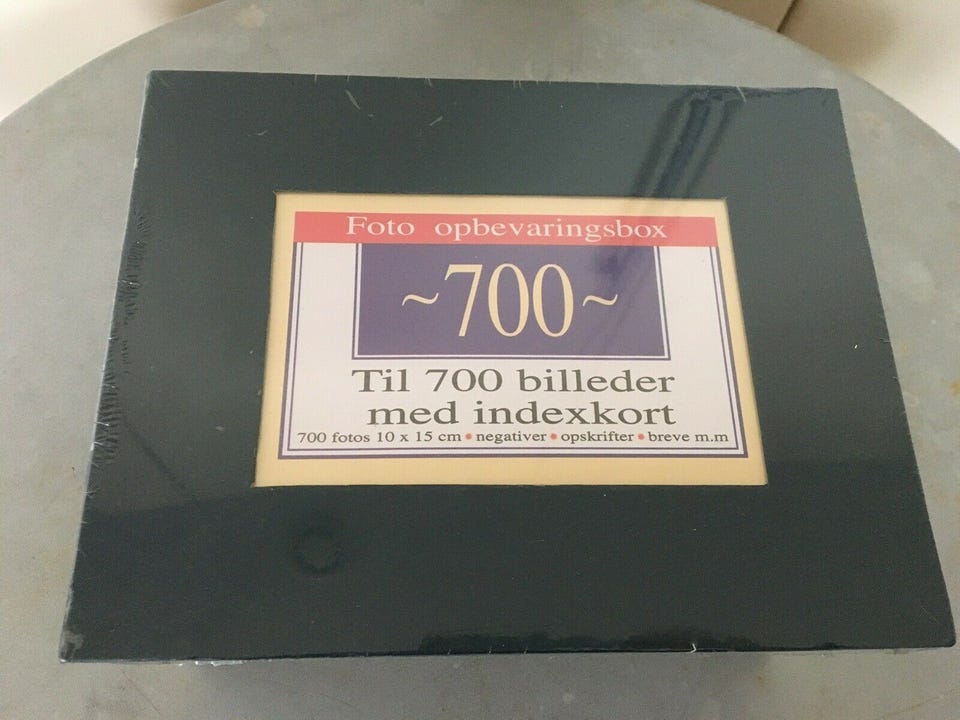 Foto opbevaringsbox
~700~
Til 700 billeder
med indexkort
700 fotos 10 x 15 cm • negativer • opskrifter • breve m.m